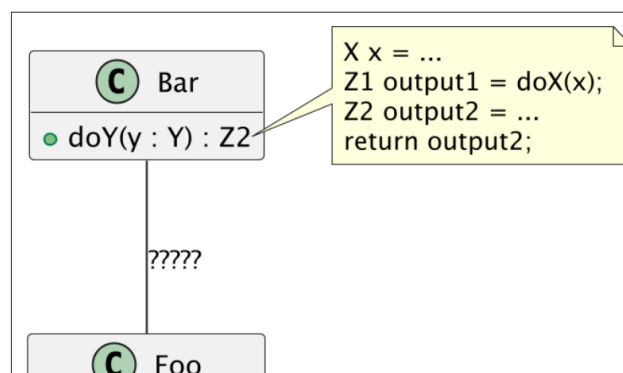 C Bar
doY(y : Y) : Z2
X x = ...
Z1 output1 = doX(x);
Z2 output2 = ...
return output2;
?????
C Foo